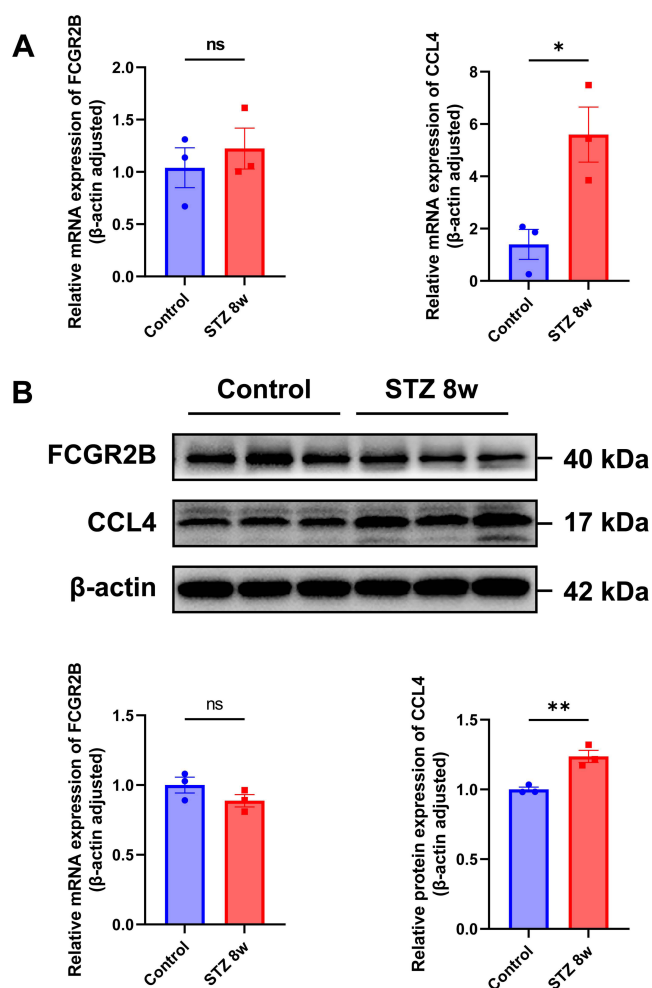 A
Relative mRNA expression of FCGR2B
(β-actin adjusted)
2.0
1.5
1.0
0.5
0.0
ns
Control
STZ 8w
Relative mRNA expression of CCL4
(β-actin adjusted)
8
6
4
2
0
*
Control
STZ 8w
B
Control
STZ 8w
FCGR2B
40 kDa
CCL4
17 kDa
β-actin
42 kDa
Relative mRNA expression of FCGR2B
(β-actin adjusted)
1.5
1.0
0.5
0.0
ns
Control
STZ 8w
Relative protein expression of CCL4
(β-actin adjusted)
1.5
1.0
0.5
0.0
**
Control
STZ 8w